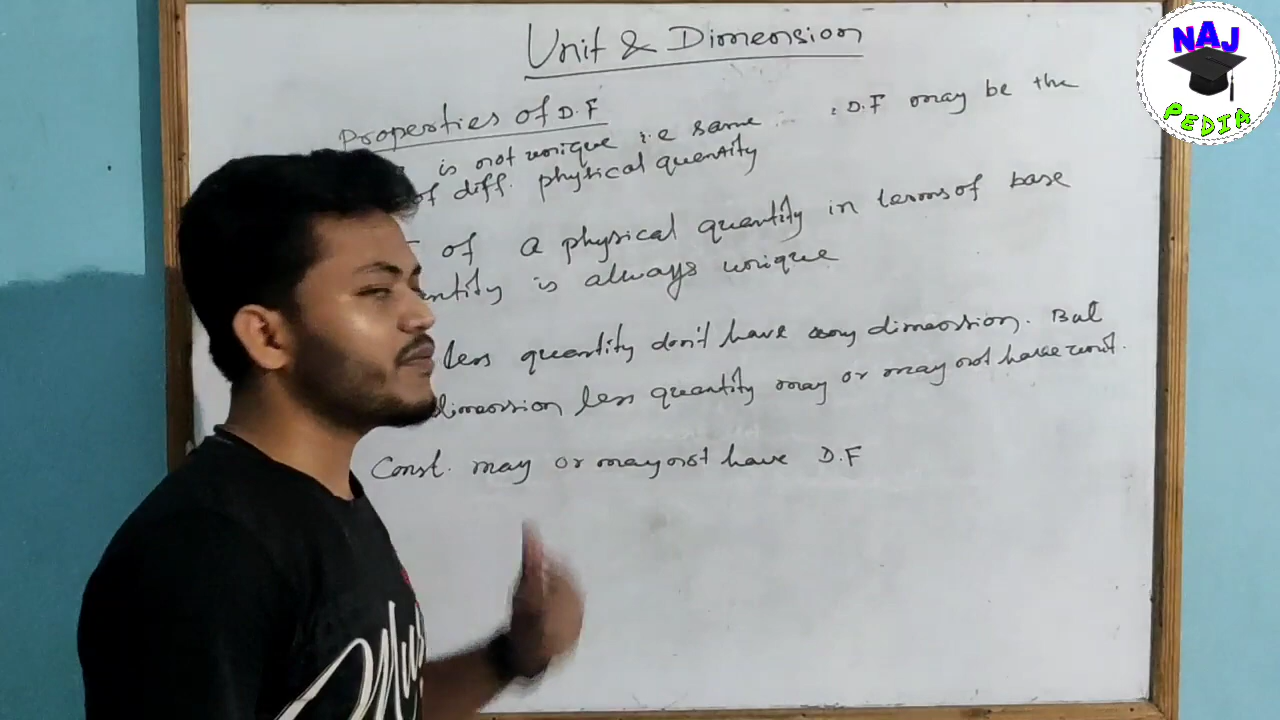 Unit & Dimension
NAJ
PEDIA
Properties of D.F
is not unique i.e same D.F may be the
of diff. physical quantity
of a physical quantity in terms of base
ntity is always unique
less quantity don't have any dimension. But
dimension less quantity may or may not have unit.
Const. may or may not have D.F